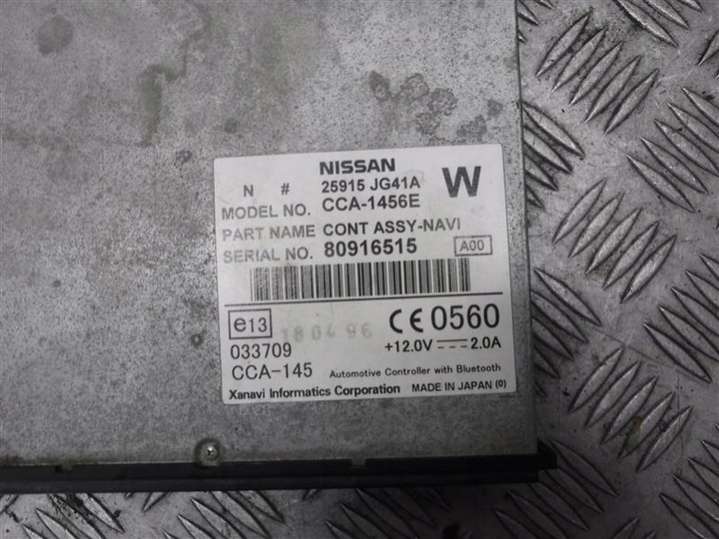 NISSAN
N # 25915 JG41A W
MODEL NO. CCA-1456E
PART NAME CONT ASSY-NAVI
SERIAL NO. 80916515 A00
e13 CE 0560
033709 +12.0V 2.0A
CCA-145 Automotive Controller with Bluetooth
Xanavi Informatics Corporation MADE IN JAPAN (0)